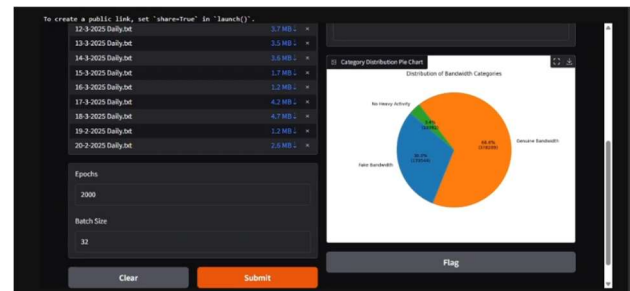 To create a public link, set `share=True` in `launch()`.
12-3-2025 Daily.txt 3.7 MB ↓ ×
13-3-2025 Daily.txt 3.5 MB ↓ ×
14-3-2025 Daily.txt 3.6 MB ↓ ×
15-3-2025 Daily.txt 1.7 MB ↓ ×
16-3-2025 Daily.txt 1.2 MB ↓ ×
17-3-2025 Daily.txt 4.2 MB ↓ ×
18-3-2025 Daily.txt 4.7 MB ↓ ×
19-2-2025 Daily.txt 1.2 MB ↓ ×
20-2-2025 Daily.txt 2.6 MB ↓ ×
Epochs
2000
Batch Size
32
Clear
Submit
Category Distribution Pie Chart
Distribution of Bandwidth Categories
No Heavy Activity
Genuine Bandwidth
Fake Bandwidth
Flag